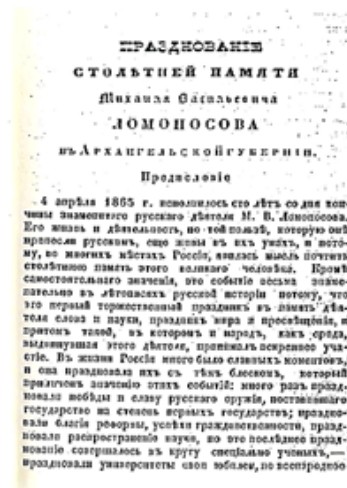 ПРАЗДНОВАНІЕ
СТОЛѢТНЕЙ ПАМЯТИ
Михаила Васильевича
ЛОМОНОСОВА
ВЪ АРХАНГЕЛЬСКОЙ ГУБЕРНІИ.
Предисловіе
4 апрѣля 1865 г. исполнилось сто лѣтъ со дня кон-
чины знаменитаго русскаго дѣятеля М. В. Ломоносова.
Его жизнь и дѣятельность, по той пользѣ, которую они
принесли русскимъ, еще живы въ ихъ умахъ, и пото-
му, во многихъ мѣстахъ Россіи, явилась мысль почтить
столѣтнюю память этого великаго человѣка. Кромѣ
самостоятельнаго значенія, это событіе весьма знаме-
нательно въ лѣтописяхъ русской исторіи потому, что
это первый торжественный праздникъ въ память дѣя-
теля слова и науки, праздникъ мира и просвѣщенія, и
притомъ такой, въ которомъ и народъ, какъ среда,
выдвинувшая этого дѣятеля, принималъ искреннее уча-
стіе. Въ жизни Россіи много было славныхъ моментовъ,
и она праздновала ихъ съ тѣмъ блескомъ, который
приличенъ значенію этихъ событій: много разъ празд-
новала побѣды и славу русскаго оружія, поставившаго
государство на степень первыхъ государствъ; праздно-
вали благія реформы, успѣхи гражданственности, празд-
новали распространеніе науки, но это послѣднее празд-
нованіе совершалось въ кругу спеціально ученыхъ,—
праздновали университеты свои юбилеи, но всенароднаго